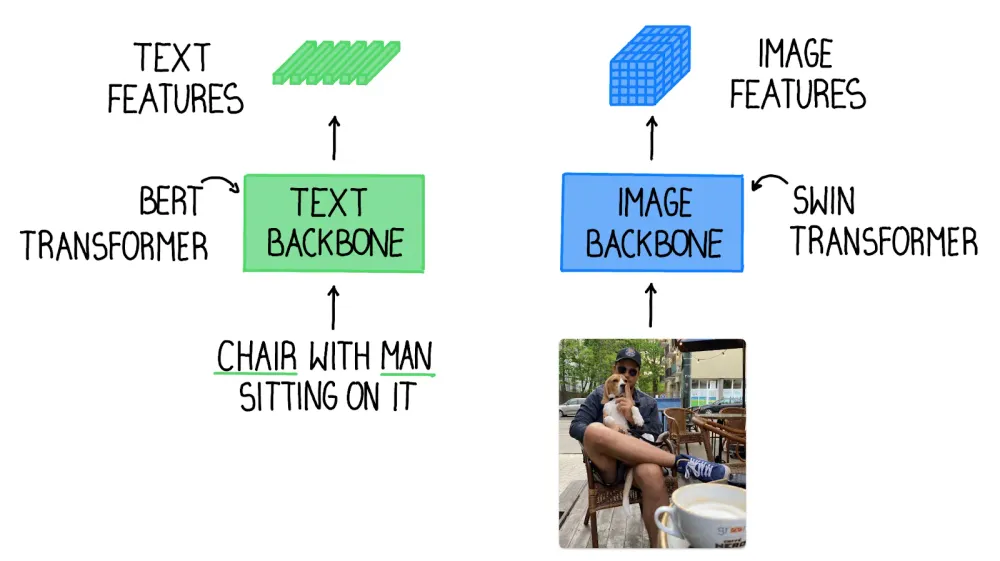 TEXT
FEATURES
IMAGE
FEATURES
BERT
TRANSFORMER
TEXT
BACKBONE
IMAGE
BACKBONE
SWIN
TRANSFORMER
CHAIR WITH MAN
SITTING ON IT